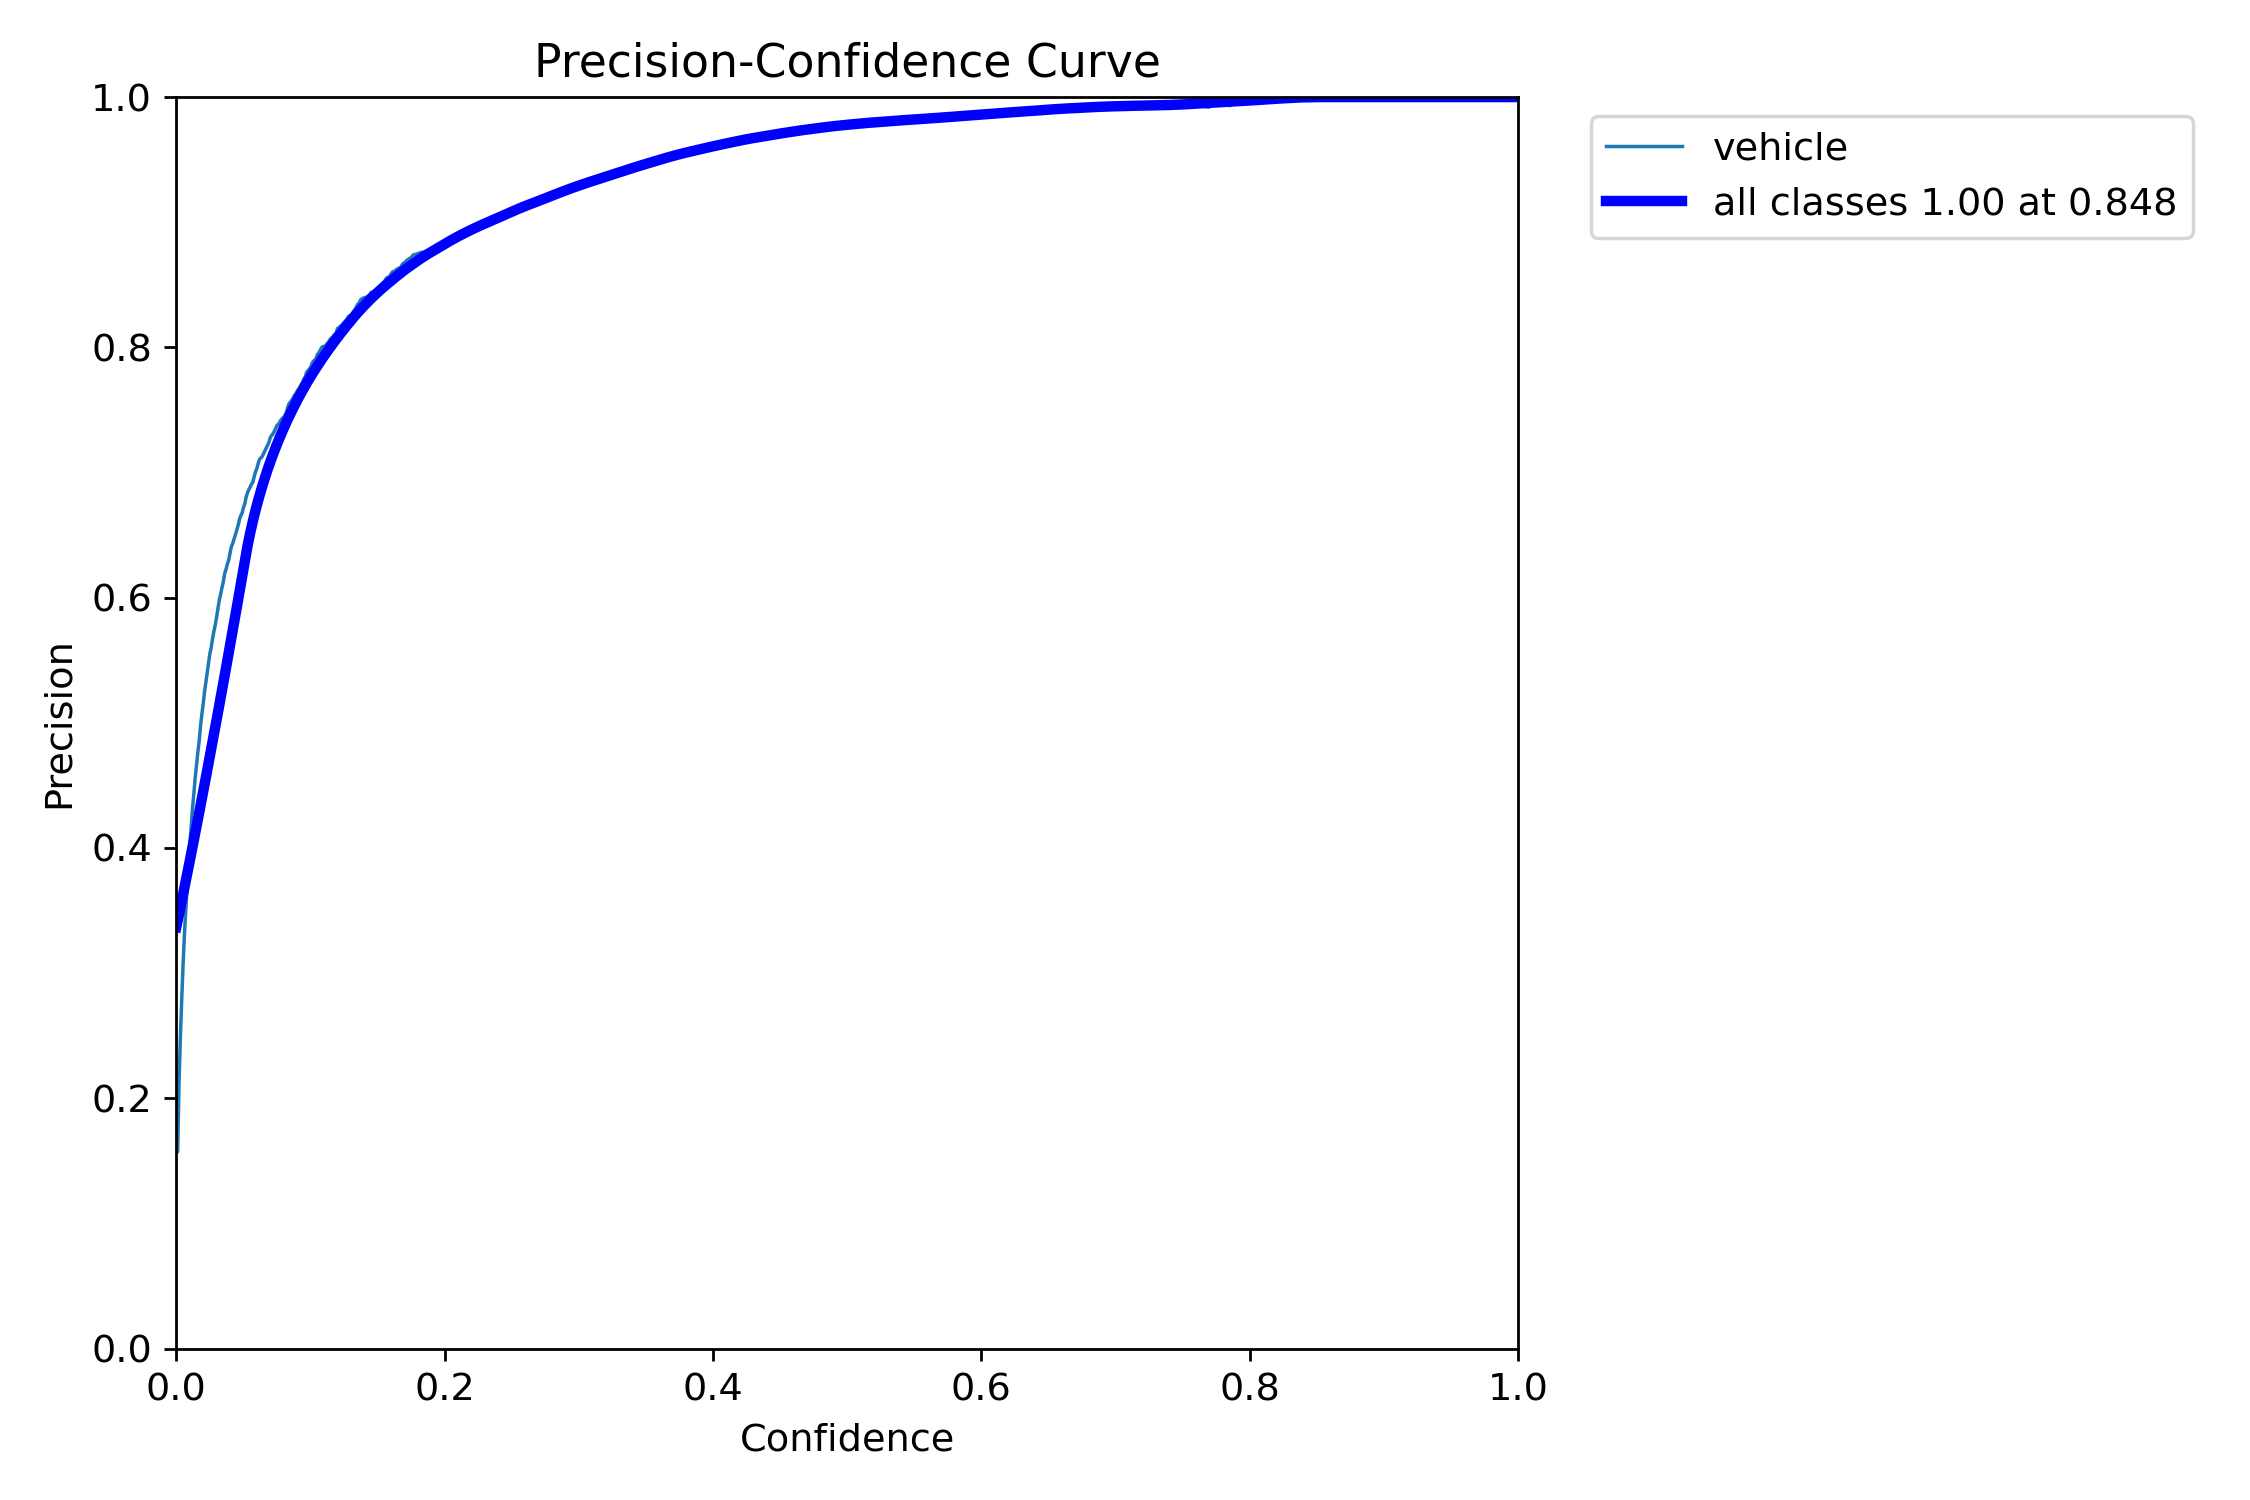 Precision-Confidence Curve
1.0
0.8
0.6
0.4
0.2
0.0
Precision
0.0 0.2 0.4 0.6 0.8 1.0
Confidence
vehicle
all classes 1.00 at 0.848